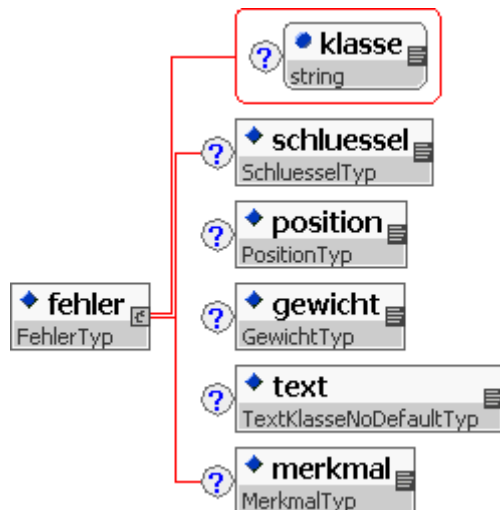 ? klasse
string
? schluessel
SchluesselTyp
? position
PositionTyp
fehler
FehlerTyp
? gewicht
GewichtTyp
? text
TextKlasseNoDefaultTyp
? merkmal
MerkmalTyp